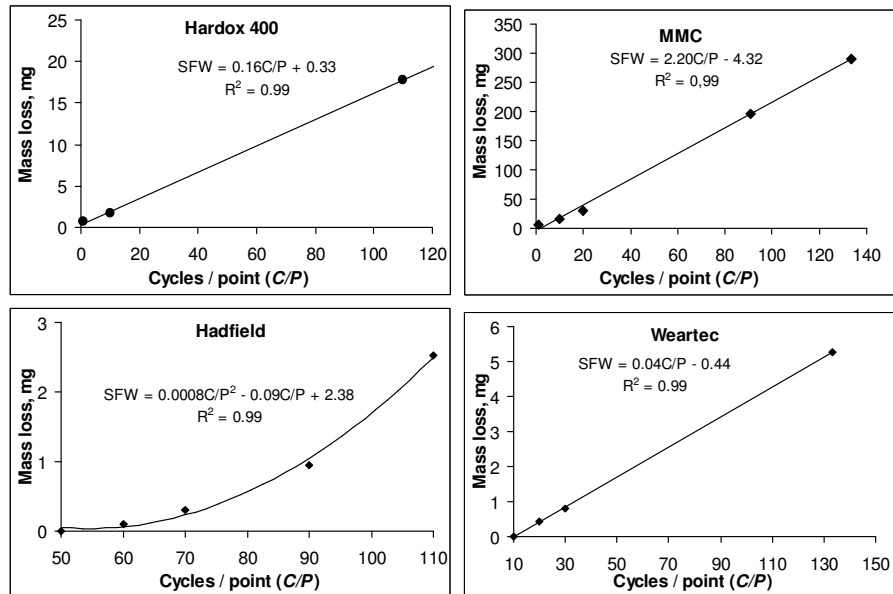 Hardox 400
SFW = 0.16C/P + 0.33
R² = 0.99
Mass loss, mg
25
20
15
10
5
0
0 20 40 60 80 100 120
Cycles / point (C/P)
MMC
SFW = 2.20C/P - 4.32
R² = 0,99
Mass loss, mg
350
300
250
200
150
100
50
0
0 20 40 60 80 100 120 140
Cycles / point (C/P)
Hadfield
SFW = 0.0008C/P² - 0.09C/P + 2.38
R² = 0.99
Mass loss, mg
3
2
1
0
50 60 70 80 90 100 110
Cycles / point (C/P)
Weartec
SFW = 0.04C/P - 0.44
R² = 0.99
Mass loss, mg
6
5
4
3
2
1
0
10 30 50 70 90 110 130 150
Cycles / point (C/P)